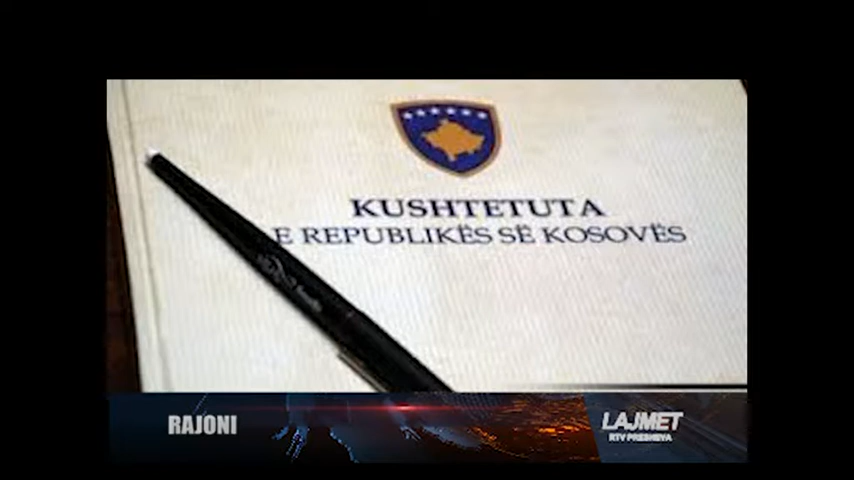 KUSHTETUTA
E REPUBLIKËS SË KOSOVËS
RAJONI
LAJMET
RTV PRESHEVA